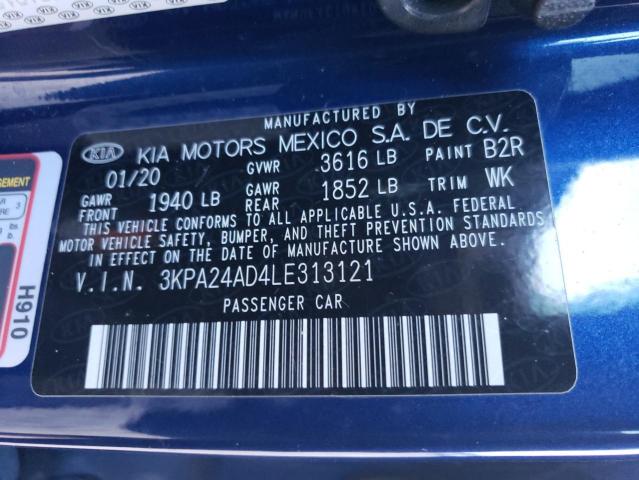 MANUFACTURED BY
KIA KIA MOTORS MEXICO S.A. DE C.V.
01/20 GVWR 3616 LB PAINT B2R
GAWR FRONT 1940 LB GAWR REAR 1852 LB TRIM WK
THIS VEHICLE CONFORMS TO ALL APPLICABLE U.S.A. FEDERAL
MOTOR VEHICLE SAFETY, BUMPER, AND THEFT PREVENTION STANDARDS
IN EFFECT ON THE DATE OF MANUFACTURE SHOWN ABOVE.
V.I.N. 3KPA24AD4LE313121
PASSENGER CAR
H910